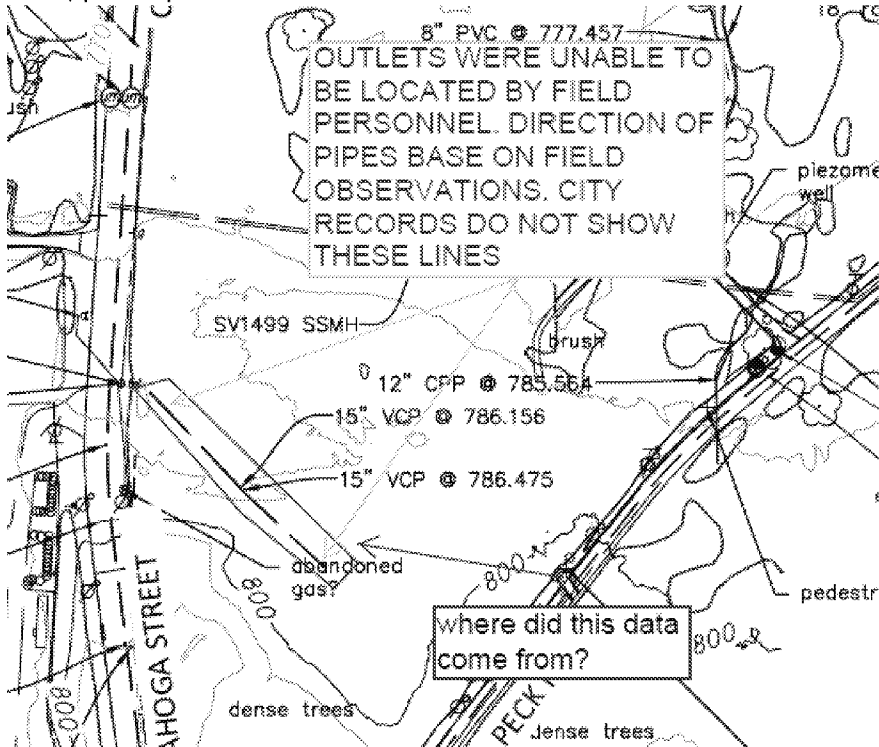 8" PVC @ 777.457
OUTLETS WERE UNABLE TO
BE LOCATED BY FIELD
PERSONNEL. DIRECTION OF
PIPES BASE ON FIELD
OBSERVATIONS. CITY
RECORDS DO NOT SHOW
THESE LINES
piezome
well
SV1499 SSMH
brush
12" CPP @ 785.564
15" VCP @ 786.156
15" VCP @ 786.475
abandoned
gas?
800
800
where did this data
come from?
800
pedestr
800
AHOGA STREET
dense trees
PECK
dense trees